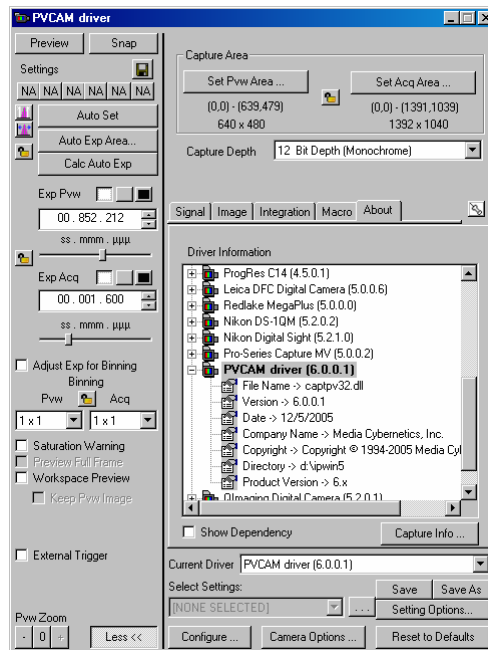 PVCAM driver
Preview Snap
Settings
NA NA NA NA NA NA
Auto Set
Auto Exp Area...
Calc Auto Exp
Exp Pvw
00 . 852 . 212
ss . mmm . µµµ
Exp Acq
00 . 001 . 600
ss . mmm . µµµ
Adjust Exp for Binning
Binning
Pvw Acq
1 x 1 1 x 1
Saturation Warning
Preview Full Frame
Workspace Preview
Keep Pvw Image
External Trigger
Pvw Zoom
- 0 + Less <<
Capture Area
Set Pvw Area ... Set Acq Area ...
(0,0) - (639,479) (0,0) - (1391,1039)
640 x 480 1392 x 1040
Capture Depth 12 Bit Depth (Monochrome)
Signal Image Integration Macro About
Driver Information
ProgRes C14 (4.5.0.1)
Leica DFC Digital Camera (5.0.0.6)
Redlake MegaPlus (5.0.0.0)
Nikon DS-1QM (5.2.0.2)
Nikon Digital Sight (5.2.1.0)
Pro-Series Capture MV (5.0.0.2)
PVCAM driver (6.0.0.1)
File Name -> captpv32.dll
Version -> 6.0.0.1
Date -> 12/5/2005
Company Name -> Media Cybernetics, Inc.
Copyright -> Copyright © 1994-2005 Media Cyl
Directory -> d:\ipwin5
Product Version -> 6.x
QImaging Digital Camera (5.2.0.1)
Show Dependency Capture Info ...
Current Driver PVCAM driver (6.0.0.1)
Select Settings: Save Save As
[NONE SELECTED] ... Setting Options...
Configure ... Camera Options ... Reset to Defaults